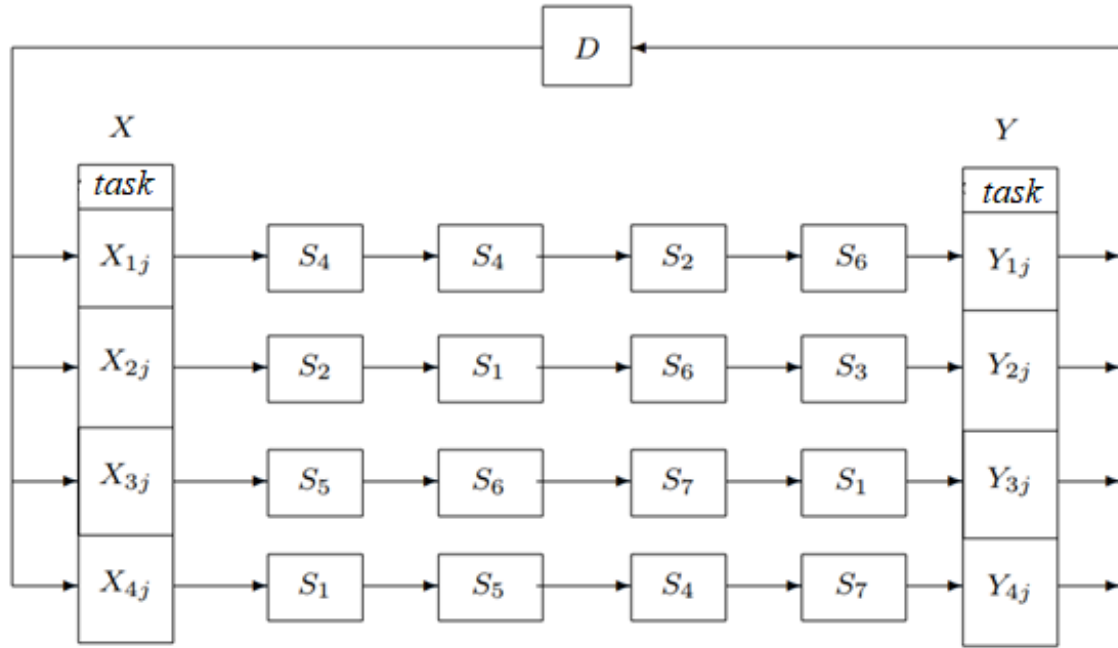 D
X Y
task task
X1j S4 S4 S2 S6 Y1j
X2j S2 S1 S6 S3 Y2j
X3j S5 S6 S7 S1 Y3j
X4j S1 S5 S4 S7 Y4j